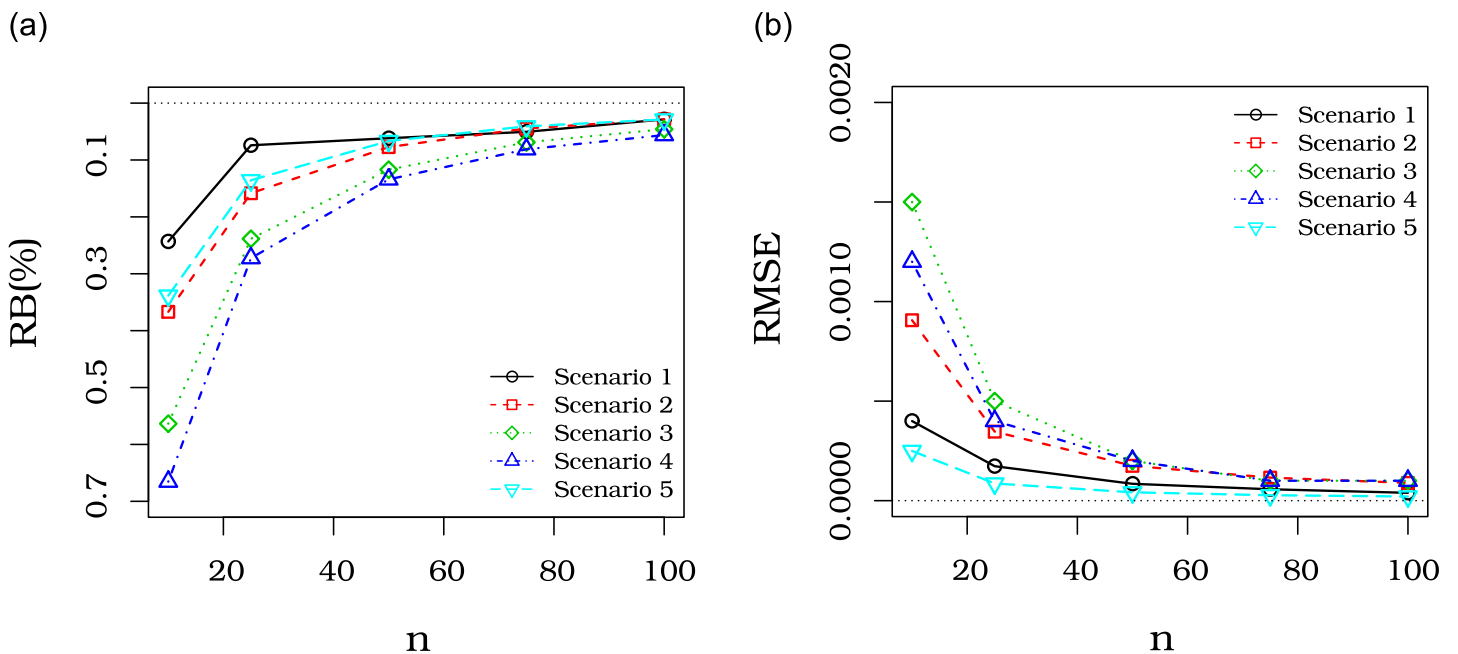 (a)
RB(%)
0.1
0.3
0.5
0.7
Scenario 1
Scenario 2
Scenario 3
Scenario 4
Scenario 5
20 40 60 80 100
n
(b)
RMSE
0.0020
0.0010
0.0000
Scenario 1
Scenario 2
Scenario 3
Scenario 4
Scenario 5
20 40 60 80 100
n